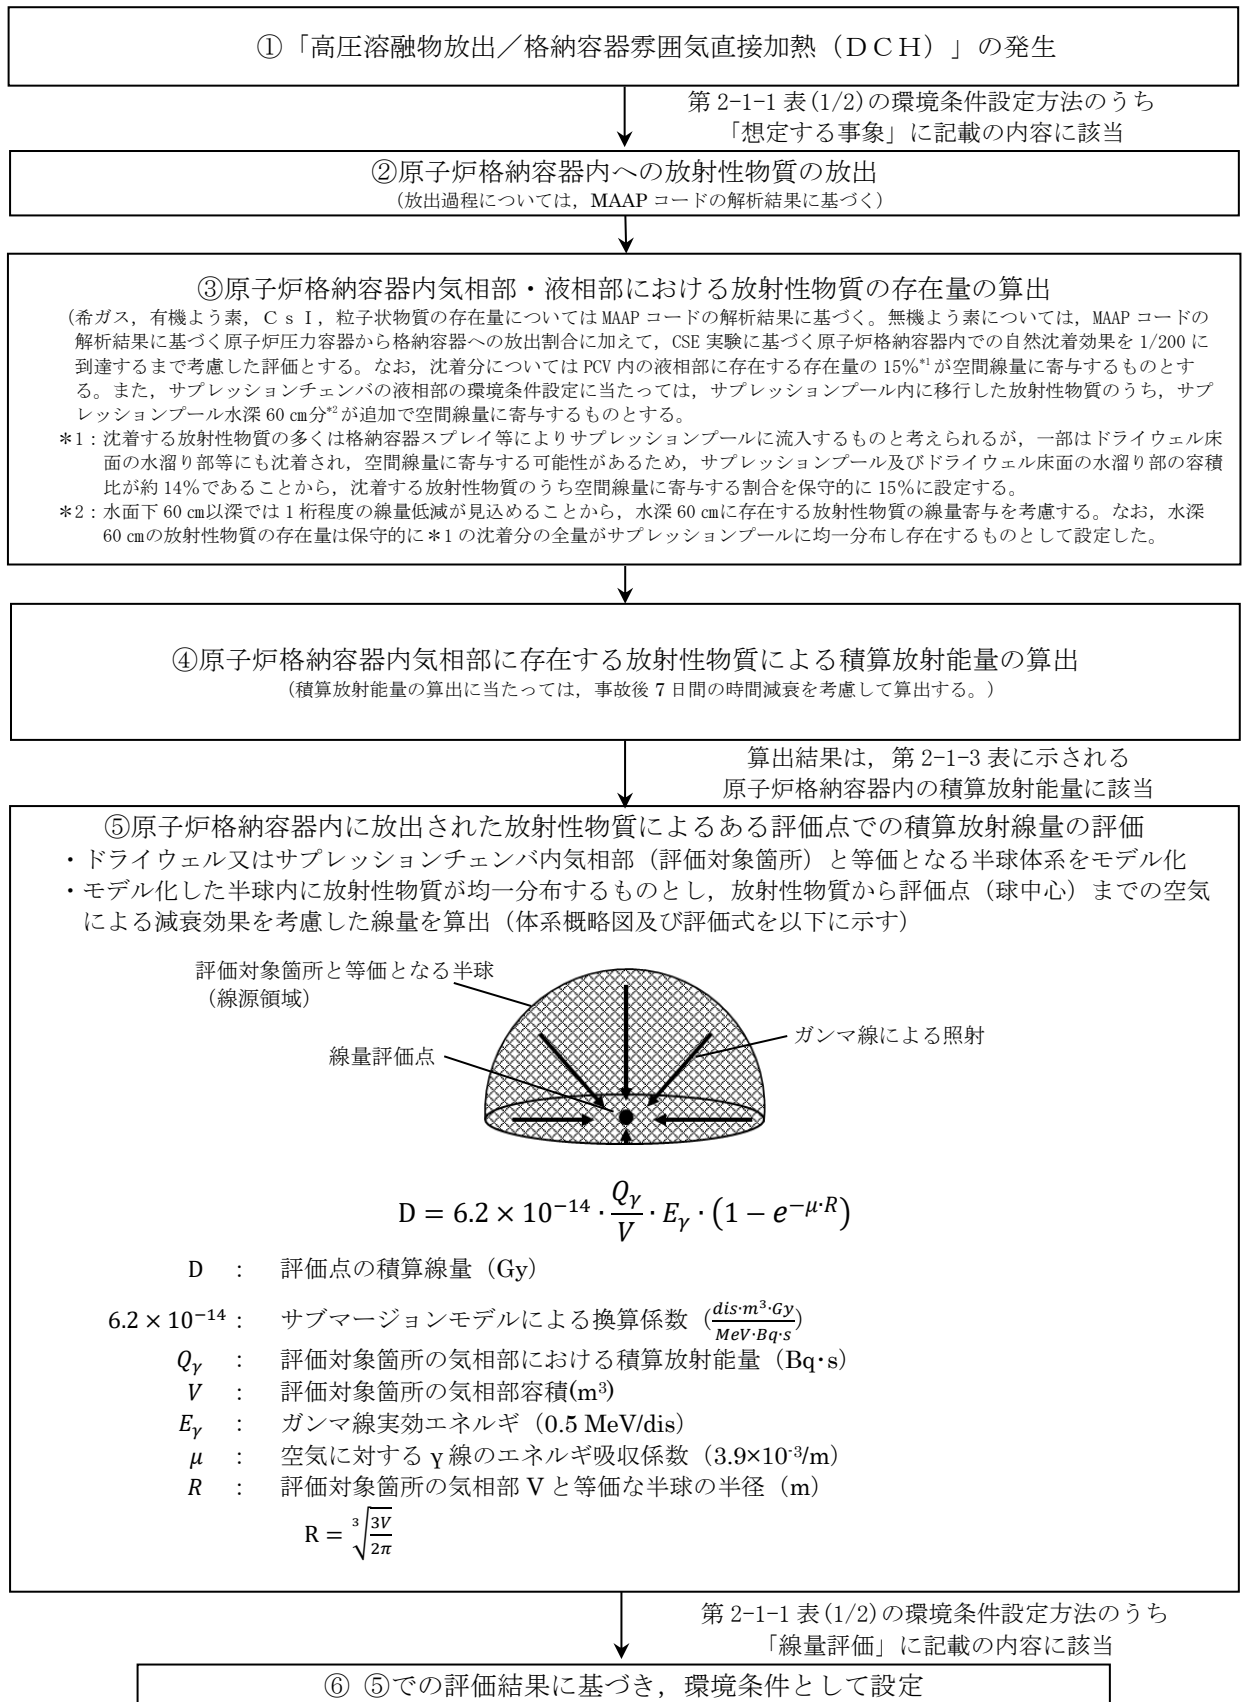 ①「高圧溶融物放出／格納容器雰囲気直接加熱（ＤＣＨ）」の発生
第 2-1-1 表(1/2)の環境条件設定方法のうち
「想定する事象」に記載の内容に該当
②原子炉格納容器内への放射性物質の放出
（放出過程については，MAAP コードの解析結果に基づく）
③原子炉格納容器内気相部・液相部における放射性物質の存在量の算出
（希ガス，有機よう素，ＣｓＩ，粒子状物質の存在量については MAAP コードの解析結果に基づく。無機よう素については，MAAP コードの
解析結果に基づく原子炉圧力容器から格納容器への放出割合に加えて，CSE 実験に基づく原子炉格納容器内での自然沈着効果を 1/200 に
到達するまで考慮した評価とする。なお，沈着分については PCV 内の液相部に存在する存在量の 15%*1が空間線量に寄与するものとす
る。また，サプレッションチェンバの液相部の環境条件設定に当たっては，サプレッションプール内に移行した放射性物質のうち，サプ
レッションプール水深 60 ㎝分*2が追加で空間線量に寄与するものとする。
＊1：沈着する放射性物質の多くは格納容器スプレイ等によりサプレッションプールに流入するものと考えられるが，一部はドライウェル床
面の水溜り部等にも沈着され，空間線量に寄与する可能性があるため，サプレッションプール及びドライウェル床面の水溜り部の容積
比が約 14%であることから，沈着する放射性物質のうち空間線量に寄与する割合を保守的に 15%に設定する。
＊2：水面下 60 ㎝以深では 1 桁程度の線量低減が見込めることから，水深 60 ㎝に存在する放射性物質の線量寄与を考慮する。なお，水深
60 ㎝の放射性物質の存在量は保守的に＊1 の沈着分の全量がサプレッションプールに均一分布し存在するものとして設定した。
④原子炉格納容器内気相部に存在する放射性物質による積算放射能量の算出
（積算放射能量の算出に当たっては，事故後 7 日間の時間減衰を考慮して算出する。）
算出結果は，第 2-1-3 表に示される
原子炉格納容器内の積算放射能量に該当
⑤原子炉格納容器内に放出された放射性物質によるある評価点での積算放射線量の評価
・ドライウェル又はサプレッションチェンバ内気相部（評価対象箇所）と等価となる半球体系をモデル化
・モデル化した半球内に放射性物質が均一分布するものとし，放射性物質から評価点（球中心）までの空気
による減衰効果を考慮した線量を算出（体系概略図及び評価式を以下に示す）
評価対象箇所と等価となる半球
（線源領域）
ガンマ線による照射
線量評価点
D = 6.2 × 10⁻¹⁴ · Qγ/V · Eγ · (1 − e^(−μ·R))
D ： 評価点の積算線量（Gy）
6.2 × 10⁻¹⁴ ： サブマージョンモデルによる換算係数（dis·m³·Gy/MeV·Bq·s）
Qγ ： 評価対象箇所の気相部における積算放射能量（Bq･s）
V ： 評価対象箇所の気相部容積(m³)
Eγ ： ガンマ線実効エネルギ（0.5 MeV/dis）
μ ： 空気に対するγ線のエネルギ吸収係数（3.9×10⁻³/m）
R ： 評価対象箇所の気相部 V と等価な半球の半径（m）
R = ∛(3V/2π)
第 2-1-1 表(1/2)の環境条件設定方法のうち
「線量評価」に記載の内容に該当
⑥ ⑤での評価結果に基づき，環境条件として設定